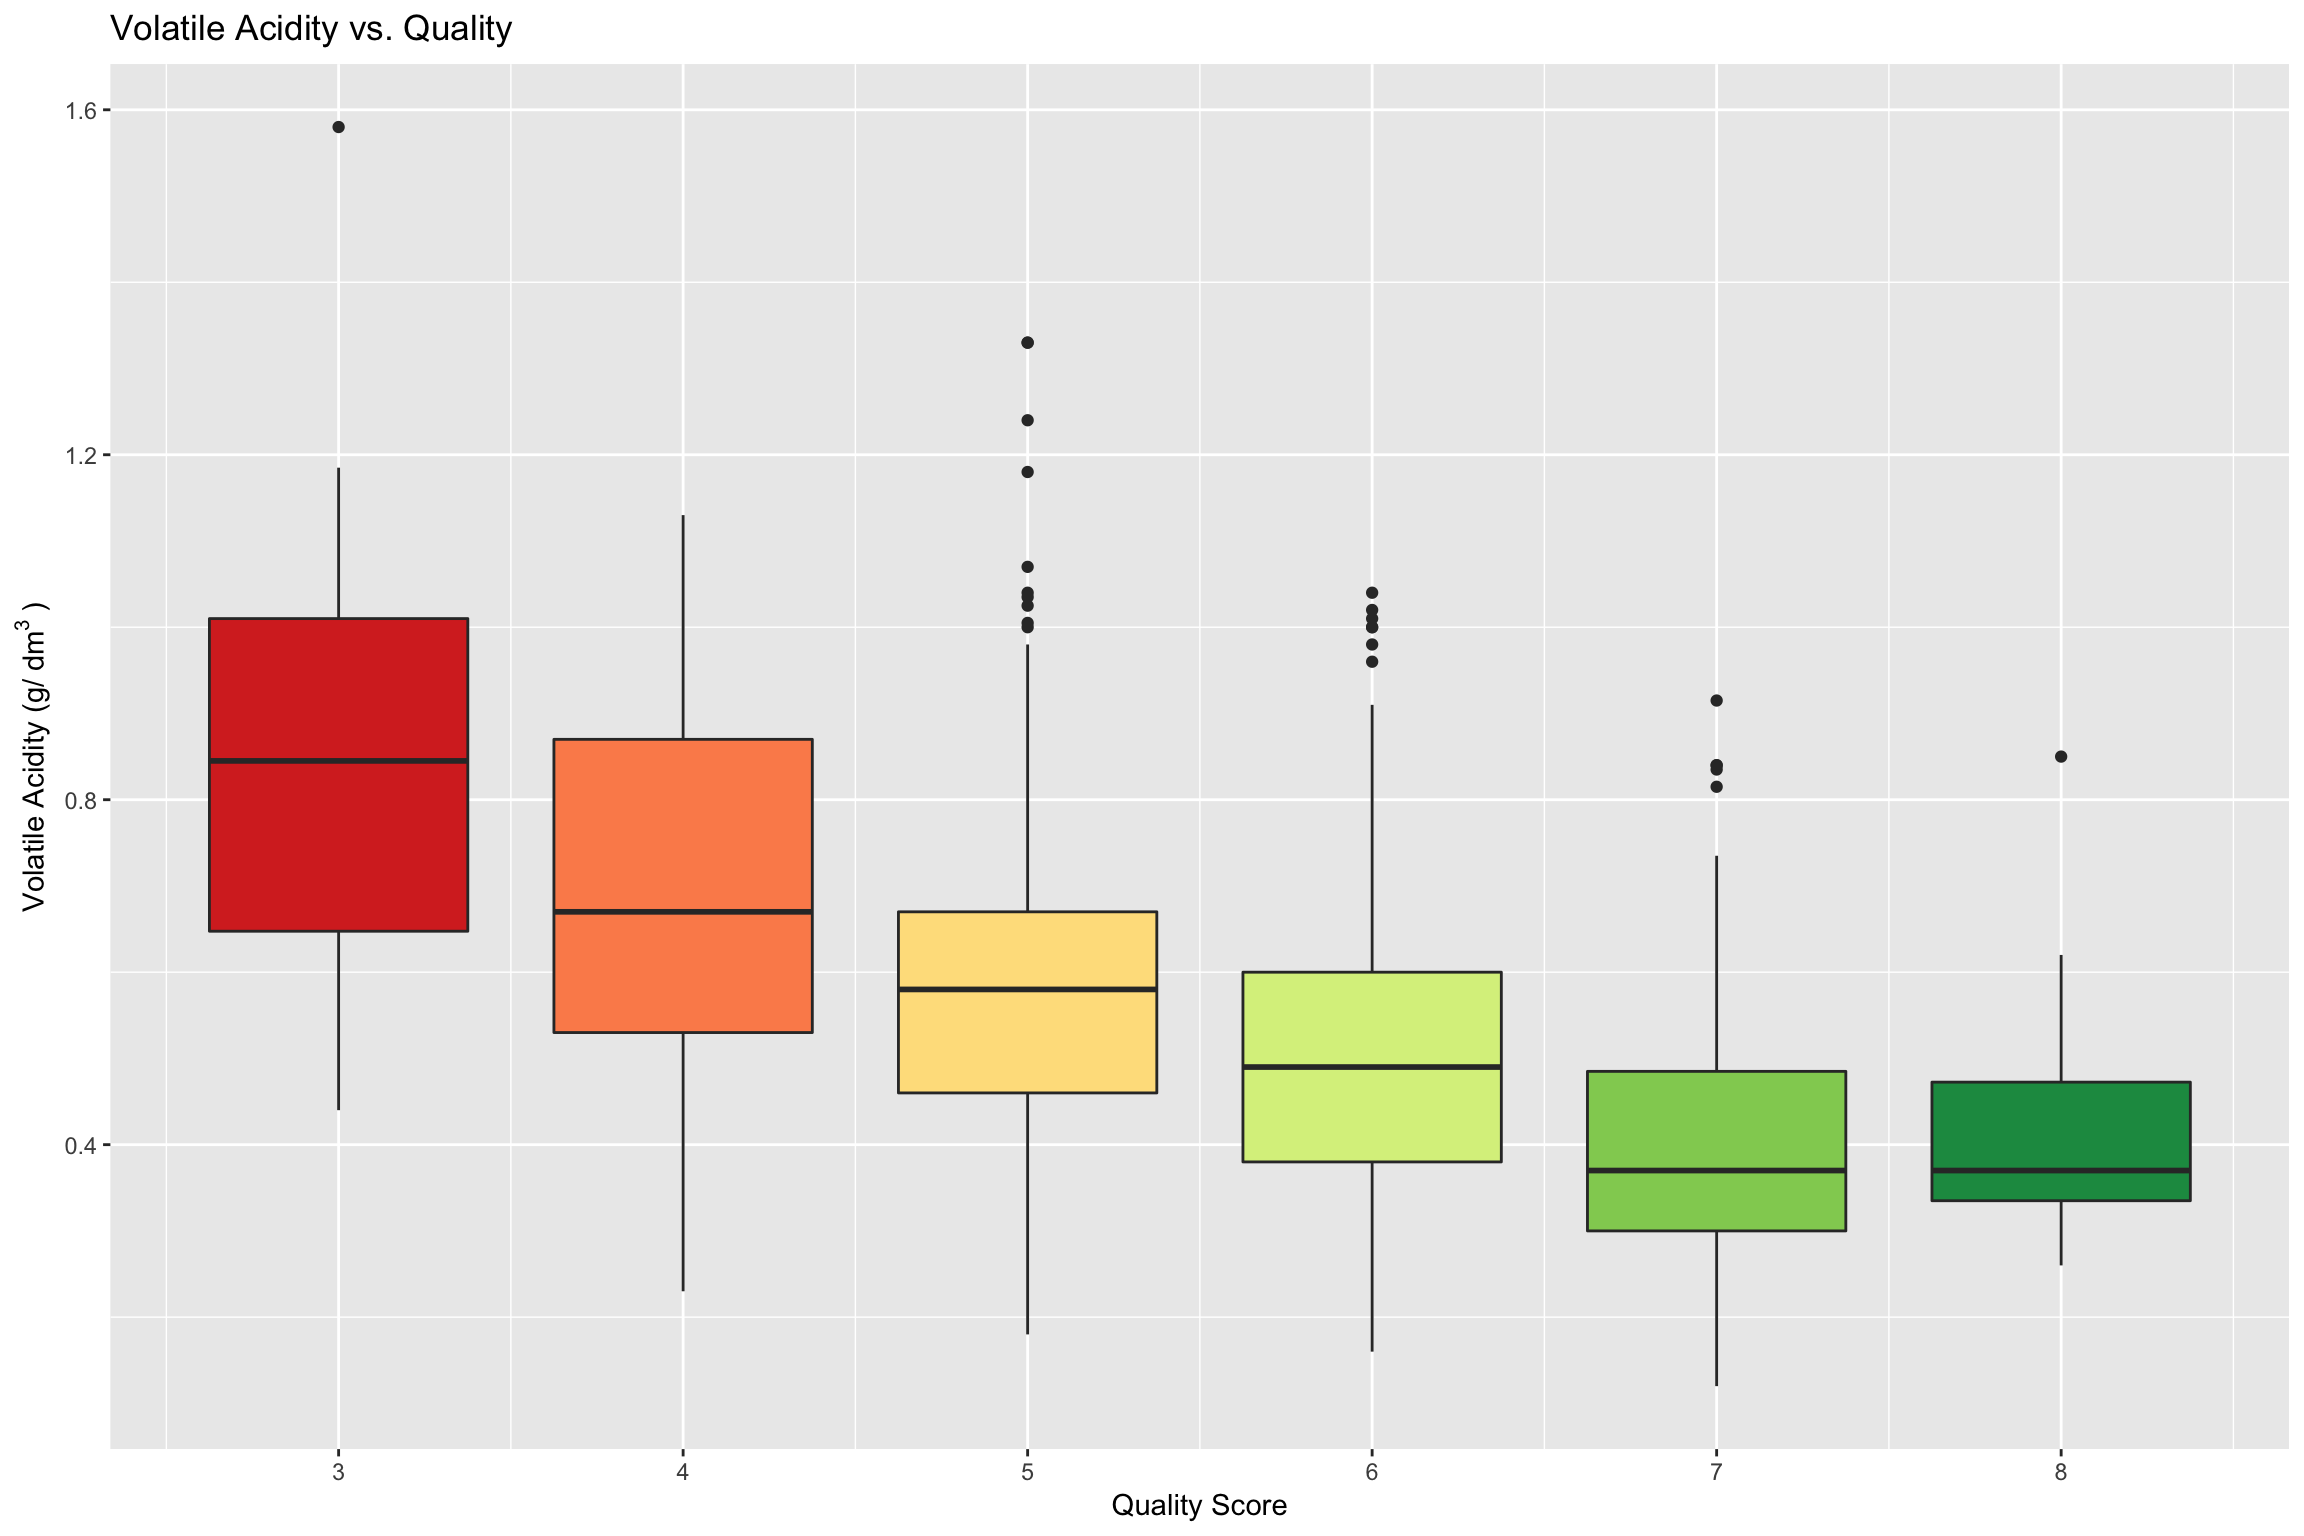 Volatile Acidity vs. Quality
Volatile Acidity (g/ dm³ )
1.6
1.2
0.8
0.4
3 4 5 6 7 8
Quality Score